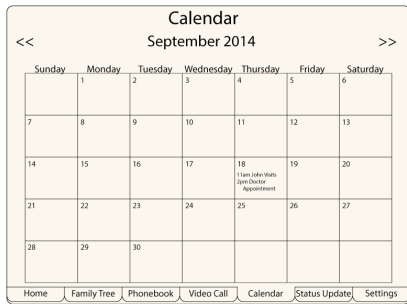 Calendar
<< September 2014 >>
Sunday Monday Tuesday Wednesday Thursday Friday Saturday
1 2 3 4 5 6
7 8 9 10 11 12 13
14 15 16 17 18 19 20
11am John Visits
2pm Doctor
Appointment
21 22 23 24 25 26 27
28 29 30
Home Family Tree Phonebook Video Call Calendar Status Update Settings